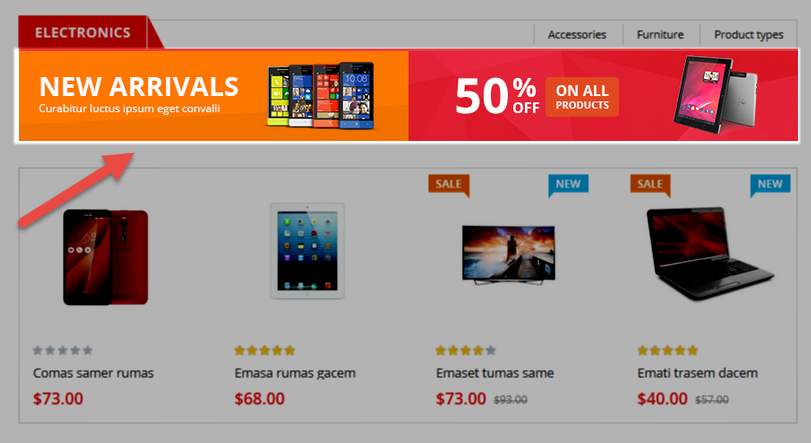 ELECTRONICS
Accessories
Furniture
Product types
NEW ARRIVALS
Curabitur luctus ipsum eget convalli
50% OFF
ON ALL
PRODUCTS
SALE
NEW
SALE
NEW
Comas samer rumas
Emasa rumas gacem
Emaset tumas same
Emati trasem dacem
$73.00
$68.00
$73.00 $93.00
$40.00 $57.00